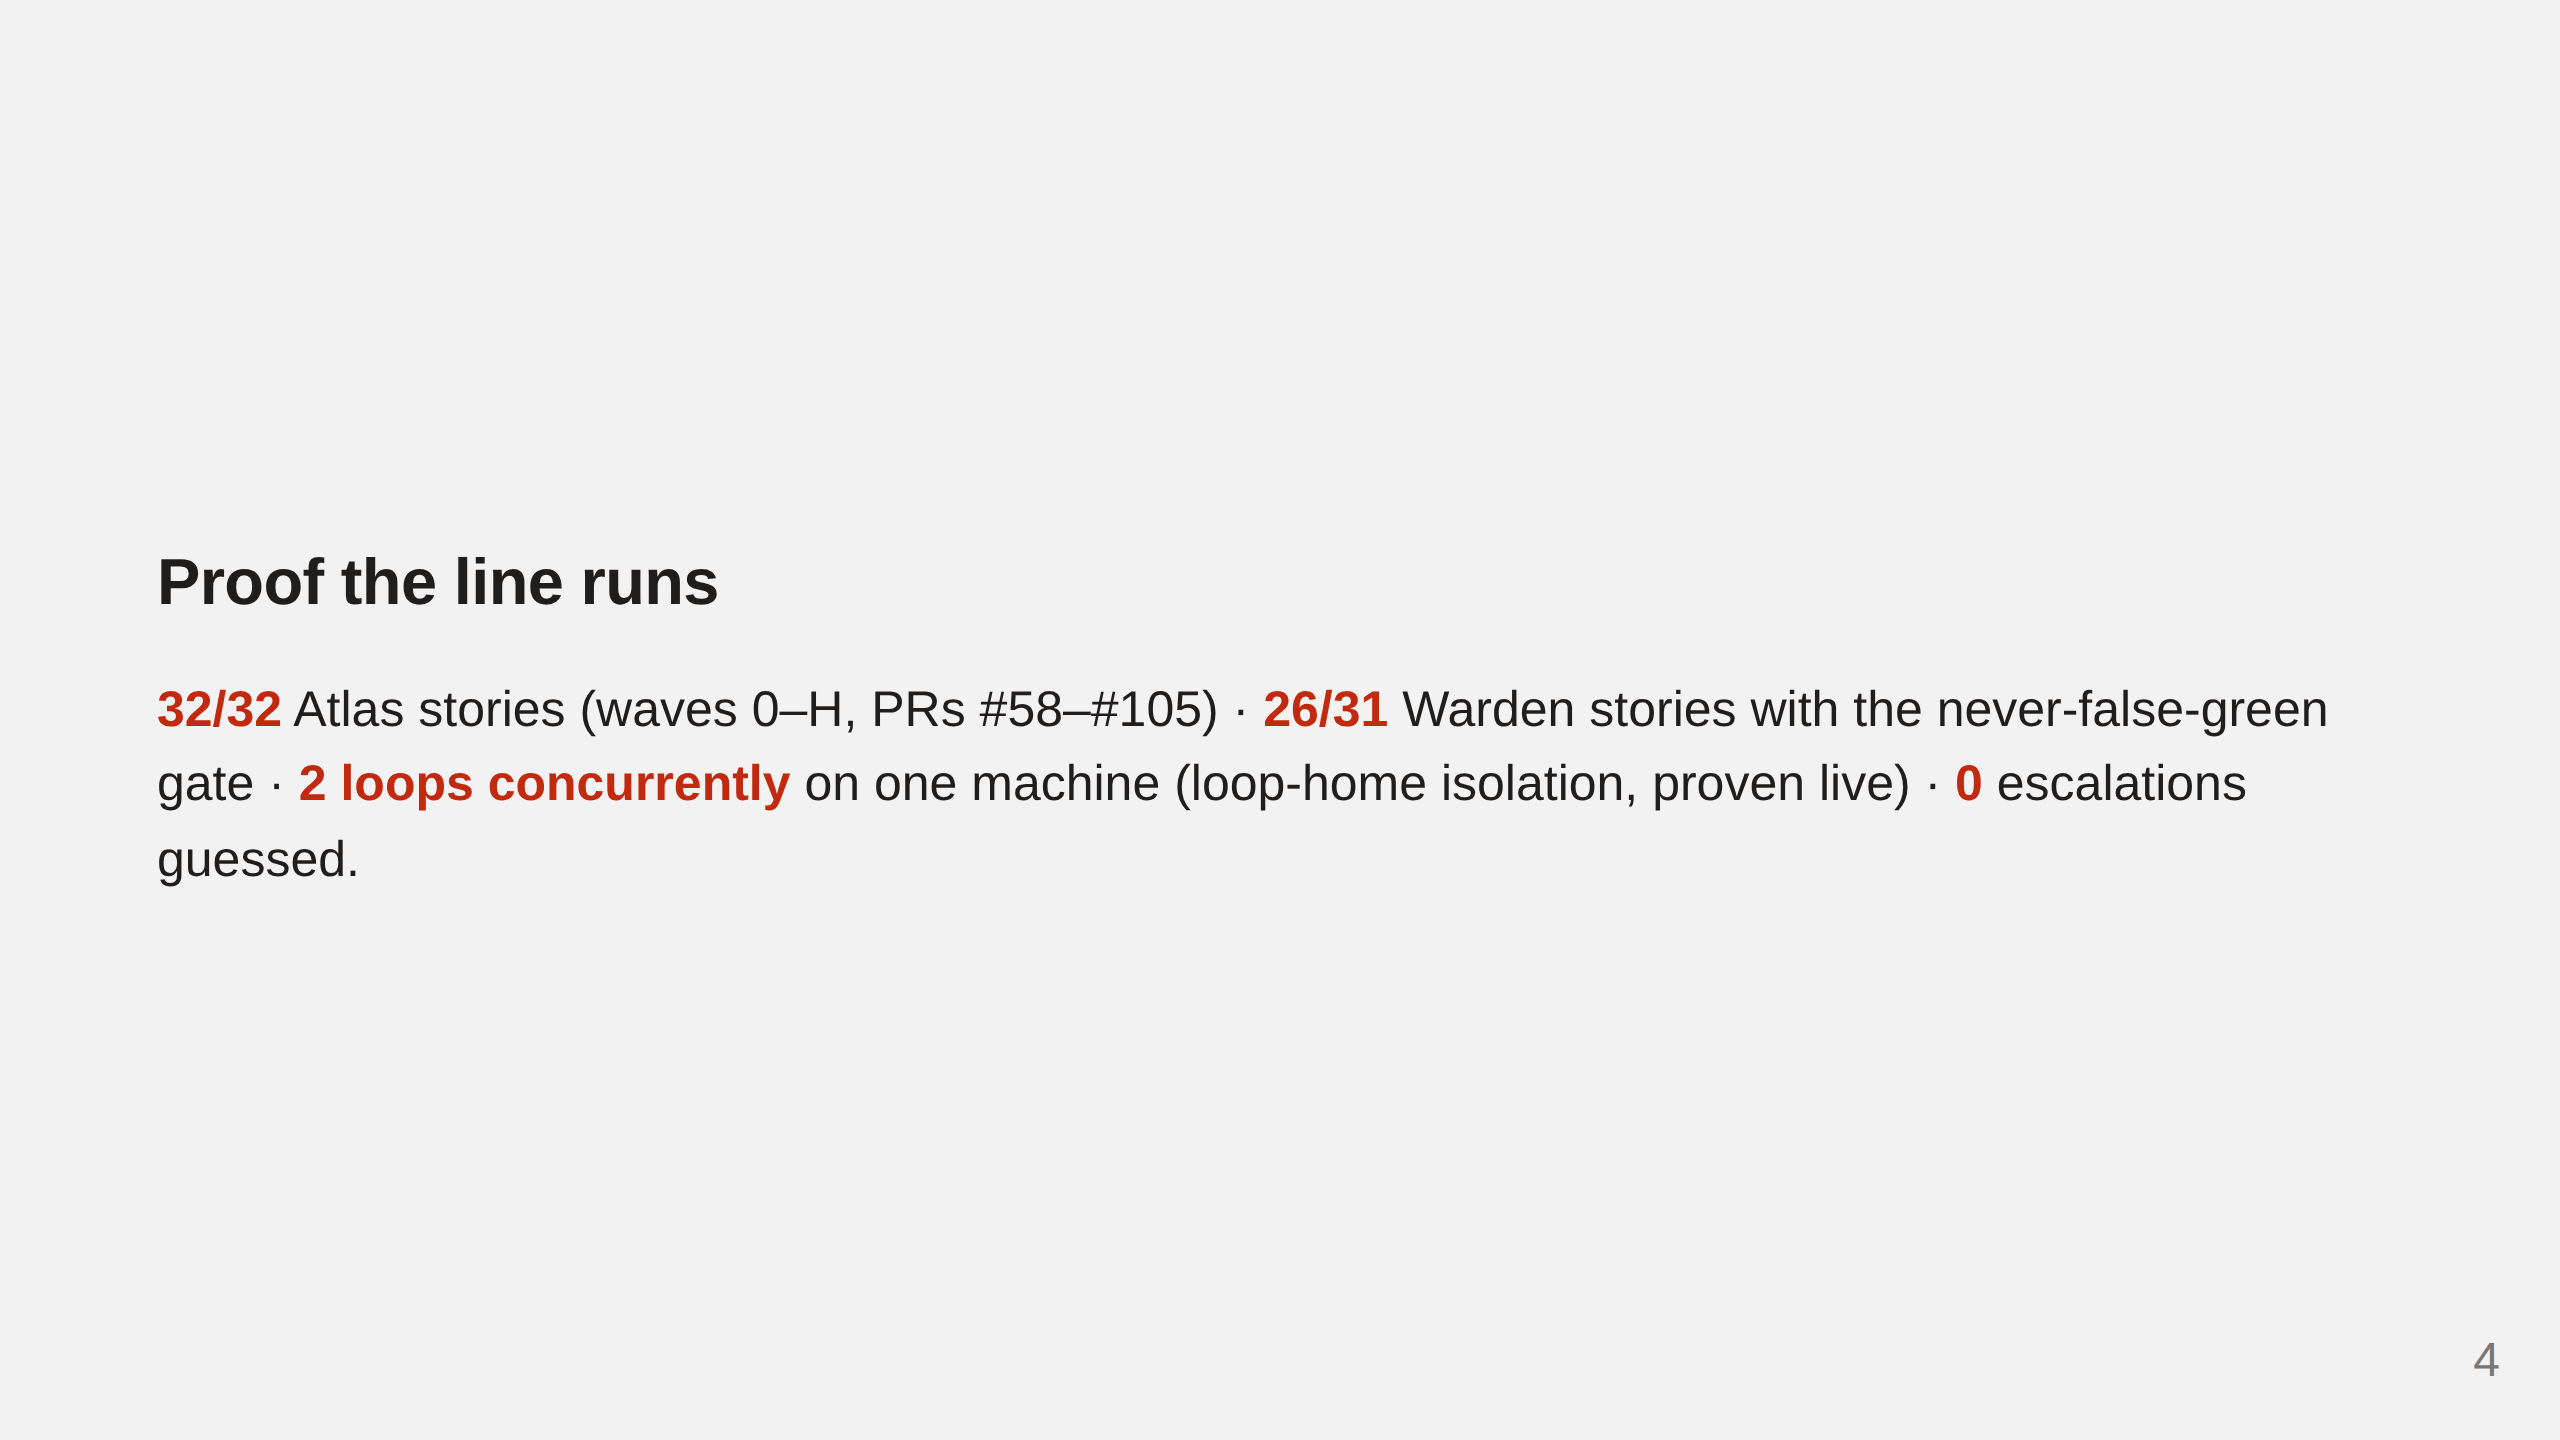 Proof the line runs
32/32 Atlas stories (waves 0–H, PRs #58–#105) · 26/31 Warden stories with the never-false-green
gate · 2 loops concurrently on one machine (loop-home isolation, proven live) · 0 escalations
guessed.
4